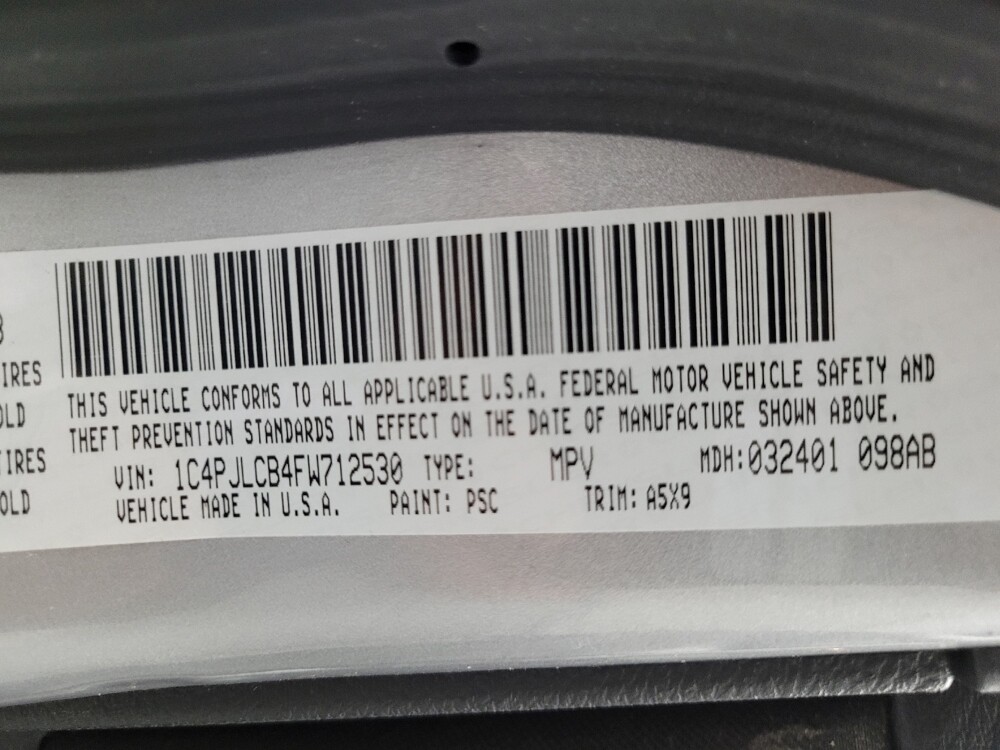 IRES
OLD
TIRES
OLD
THIS VEHICLE CONFORMS TO ALL APPLICABLE U.S.A. FEDERAL MOTOR VEHICLE SAFETY AND
THEFT PREVENTION STANDARDS IN EFFECT ON THE DATE OF MANUFACTURE SHOWN ABOVE.
VIN: 1C4PJLCB4FW712530 TYPE: MPV MDH:032401 098AB
VEHICLE MADE IN U.S.A. PAINT: PSC TRIM: A5X9